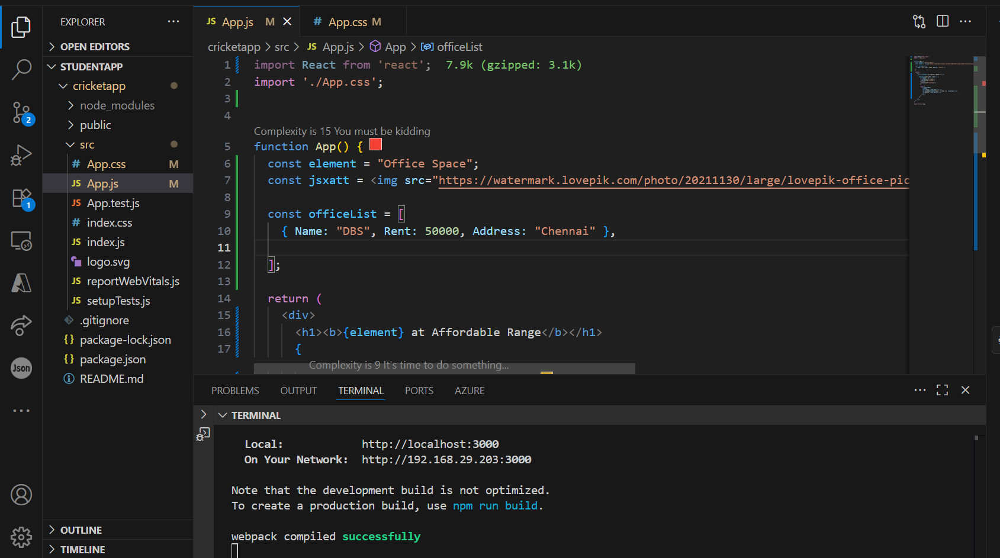 EXPLORER
OPEN EDITORS
STUDENTAPP
cricketapp
node_modules
public
src
App.css M
App.js M
App.test.js
index.css
index.js
logo.svg
reportWebVitals.js
setupTests.js
.gitignore
package-lock.json
package.json
README.md
OUTLINE
TIMELINE
2
1
Json
JS App.js M
# App.css M
cricketapp > src > JS App.js > App > officeList
1 import React from 'react'; 7.9k (gzipped: 3.1k)
2 import './App.css';
3
4
Complexity is 15 You must be kidding
5 function App() {
6 const element = "Office Space";
7 const jsxatt = <img src="https://watermark.lovepik.com/photo/20211130/large/lovepik-office-pic
8
9 const officeList = [
10 { Name: "DBS", Rent: 50000, Address: "Chennai" },
11
12 ];
13
14 return (
15 <div>
16 <h1><b>{element} at Affordable Range</b></h1>
17 {
Complexity is 9 It's time to do something...
PROBLEMS OUTPUT TERMINAL PORTS AZURE
TERMINAL
Local: http://localhost:3000
On Your Network: http://192.168.29.203:3000
Note that the development build is not optimized.
To create a production build, use npm run build.
webpack compiled successfully